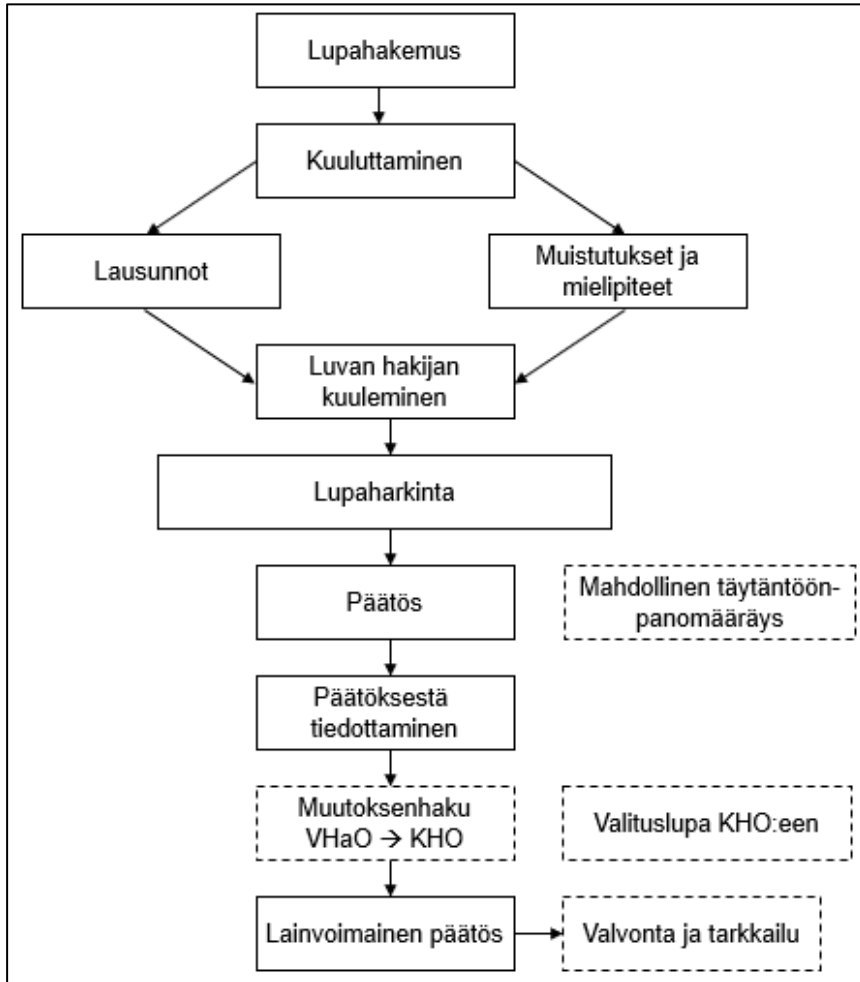 Lupahakemus
Kuuluttaminen
Lausunnot
Muistutukset ja
mielipiteet
Luvan hakijan
kuuleminen
Lupaharkinta
Päätös
Mahdollinen täytäntöön-
panomääräys
Päätöksestä
tiedottaminen
Muutoksenhaku
VHaO → KHO
Valituslupa KHO:een
Lainvoimainen päätös
Valvonta ja tarkkailu